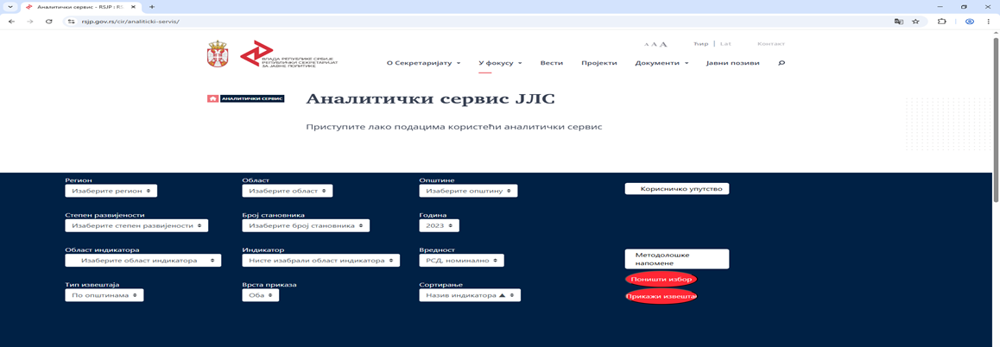 Аналитички сервис - RSJP : RS
rsjp.gov.rs/cir/analiticki-servis/
A A A
Ћир | Lat
Контакт
ВЛАДА РЕПУБЛИКЕ СРБИЈЕ
РЕПУБЛИЧКИ СЕКРЕТАРИЈАТ
ЗА ЈАВНЕ ПОЛИТИКЕ
О Секретаријату У фокусу Вести Пројекти Документи Јавни позиви
АНАЛИТИЧКИ СЕРВИС
Аналитички сервис ЈЛС
Приступите лако подацима користећи аналитички сервис
Регион Област Општине
Изаберите регион Изаберите област Изаберите општину Корисничко упутство
Степен развијености Број становника Година
Изаберите степен развијености Изаберите број становника 2023
Област индикатора Индикатор Вредност
Изаберите област индикатора Нисте изабрали област индикатора РСД, номинално
Методолошке
напомене
Поништи избор
Тип извештаја Врста приказа Сортирање
По општинама Оба Назив индикатора ▲
Прикажи извешта